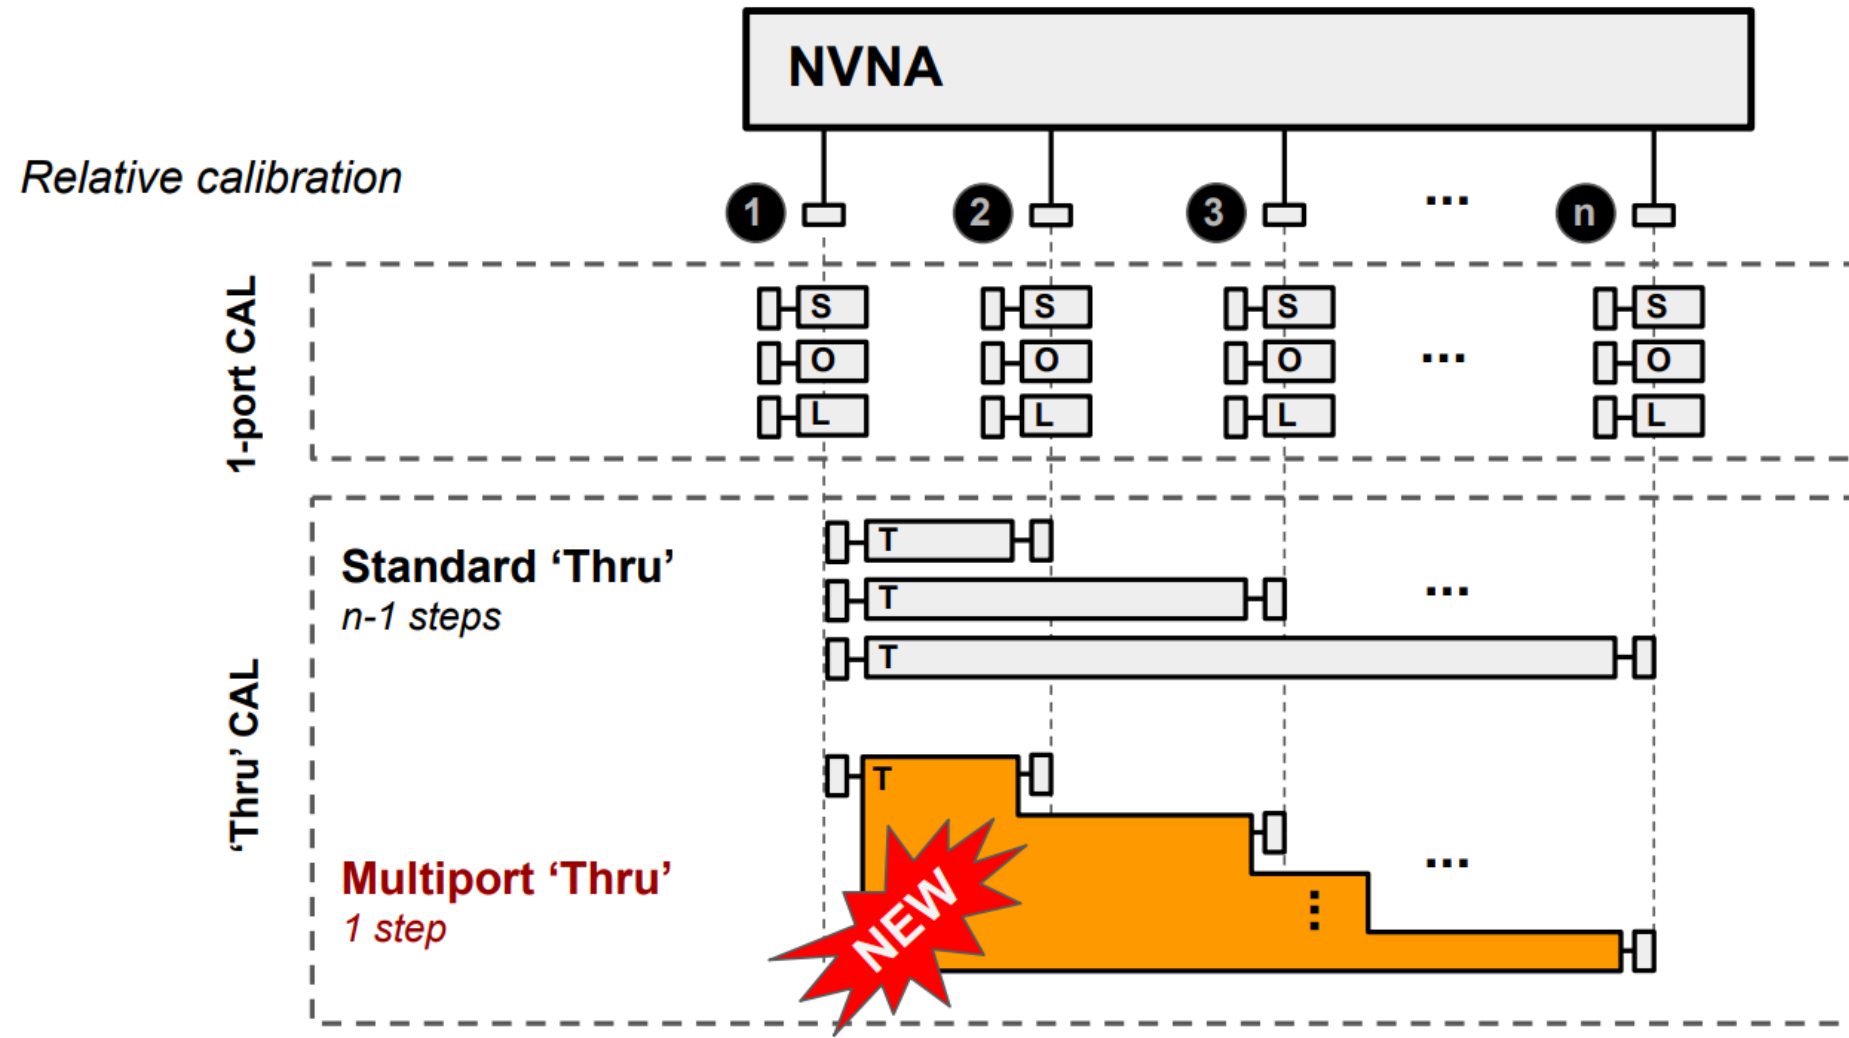 NVNA
Relative calibration
1 2 3 ... n
1-port CAL
S S S S
O O O ... O
L L L L
'Thru' CAL
Standard ‘Thru’
n-1 steps
T
T
T
...
Multiport ‘Thru’
1 step
T
NEW
...
...